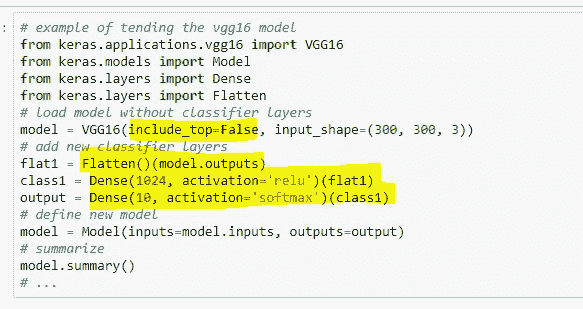 : # example of tending the vgg16 model
from keras.applications.vgg16 import VGG16
from keras.models import Model
from keras.layers import Dense
from keras.layers import Flatten
# load model without classifier layers
model = VGG16(include_top=False, input_shape=(300, 300, 3))
# add new classifier layers
flat1 = Flatten()(model.outputs)
class1 = Dense(1024, activation='relu')(flat1)
output = Dense(10, activation='softmax')(class1)
# define new model
model = Model(inputs=model.inputs, outputs=output)
# summarize
model.summary()
# ...